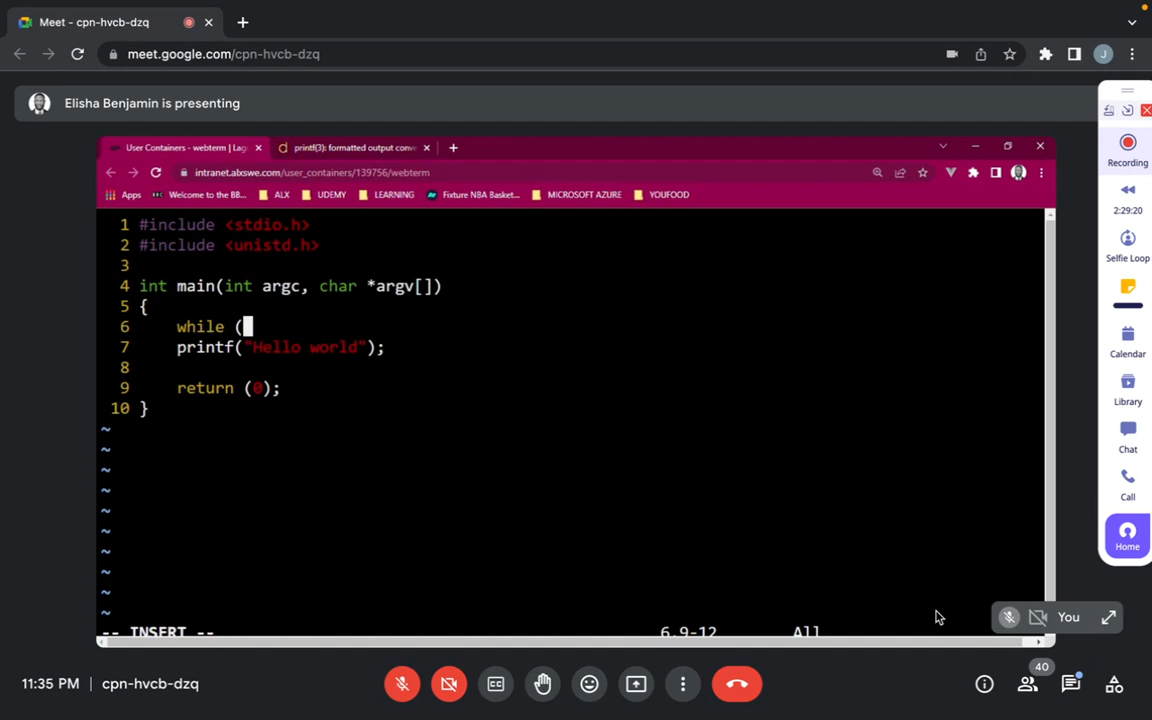 Meet - cpn-hvcb-dzq
meet.google.com/cpn-hvcb-dzq
J
Elisha Benjamin is presenting
User Containers - webterm | Lag
printf(3): formatted output conv
intranet.alxswe.com/user_containers/139756/webterm
Apps
Welcome to the BB...
ALX
UDEMY
LEARNING
Fixture NBA Basket...
MICROSOFT AZURE
YOUFOOD
1 #include <stdio.h>
2 #include <unistd.h>
3
4 int main(int argc, char *argv[])
5 {
6 while (
7 printf("Hello world");
8
9 return (0);
10 }
~
~
~
~
~
~
~
~
~
~
-- INSERT -- 6,9-12 All
Recording
2:29:20
Selfie Loop
Calendar
Library
Chat
Call
Home
You
11:35 PM | cpn-hvcb-dzq
CC
40